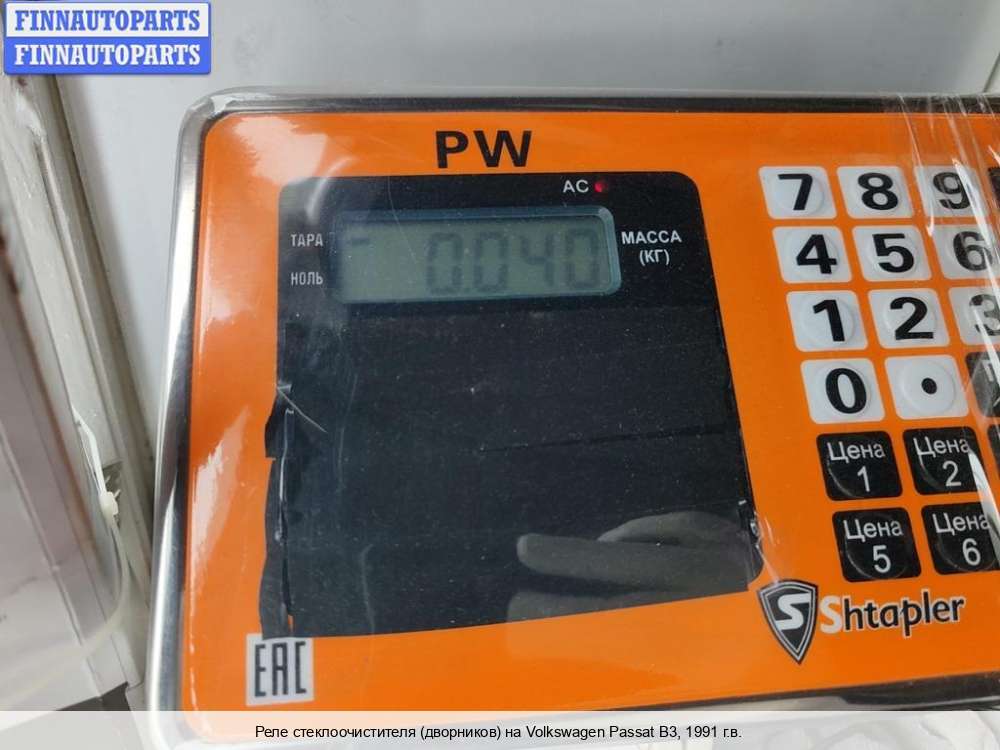 FINNAUTOPARTS
FINNAUTOPARTS
PW
AC
ТАРА
НОЛЬ
0.040
МАССА
(КГ)
7 8 9
4 5 6
1 2 3
0 .
Цена 1
Цена 2
Цена 5
Цена 6
Shtapler
EAC
Реле стеклоочистителя (дворников) на Volkswagen Passat B3, 1991 г.в.